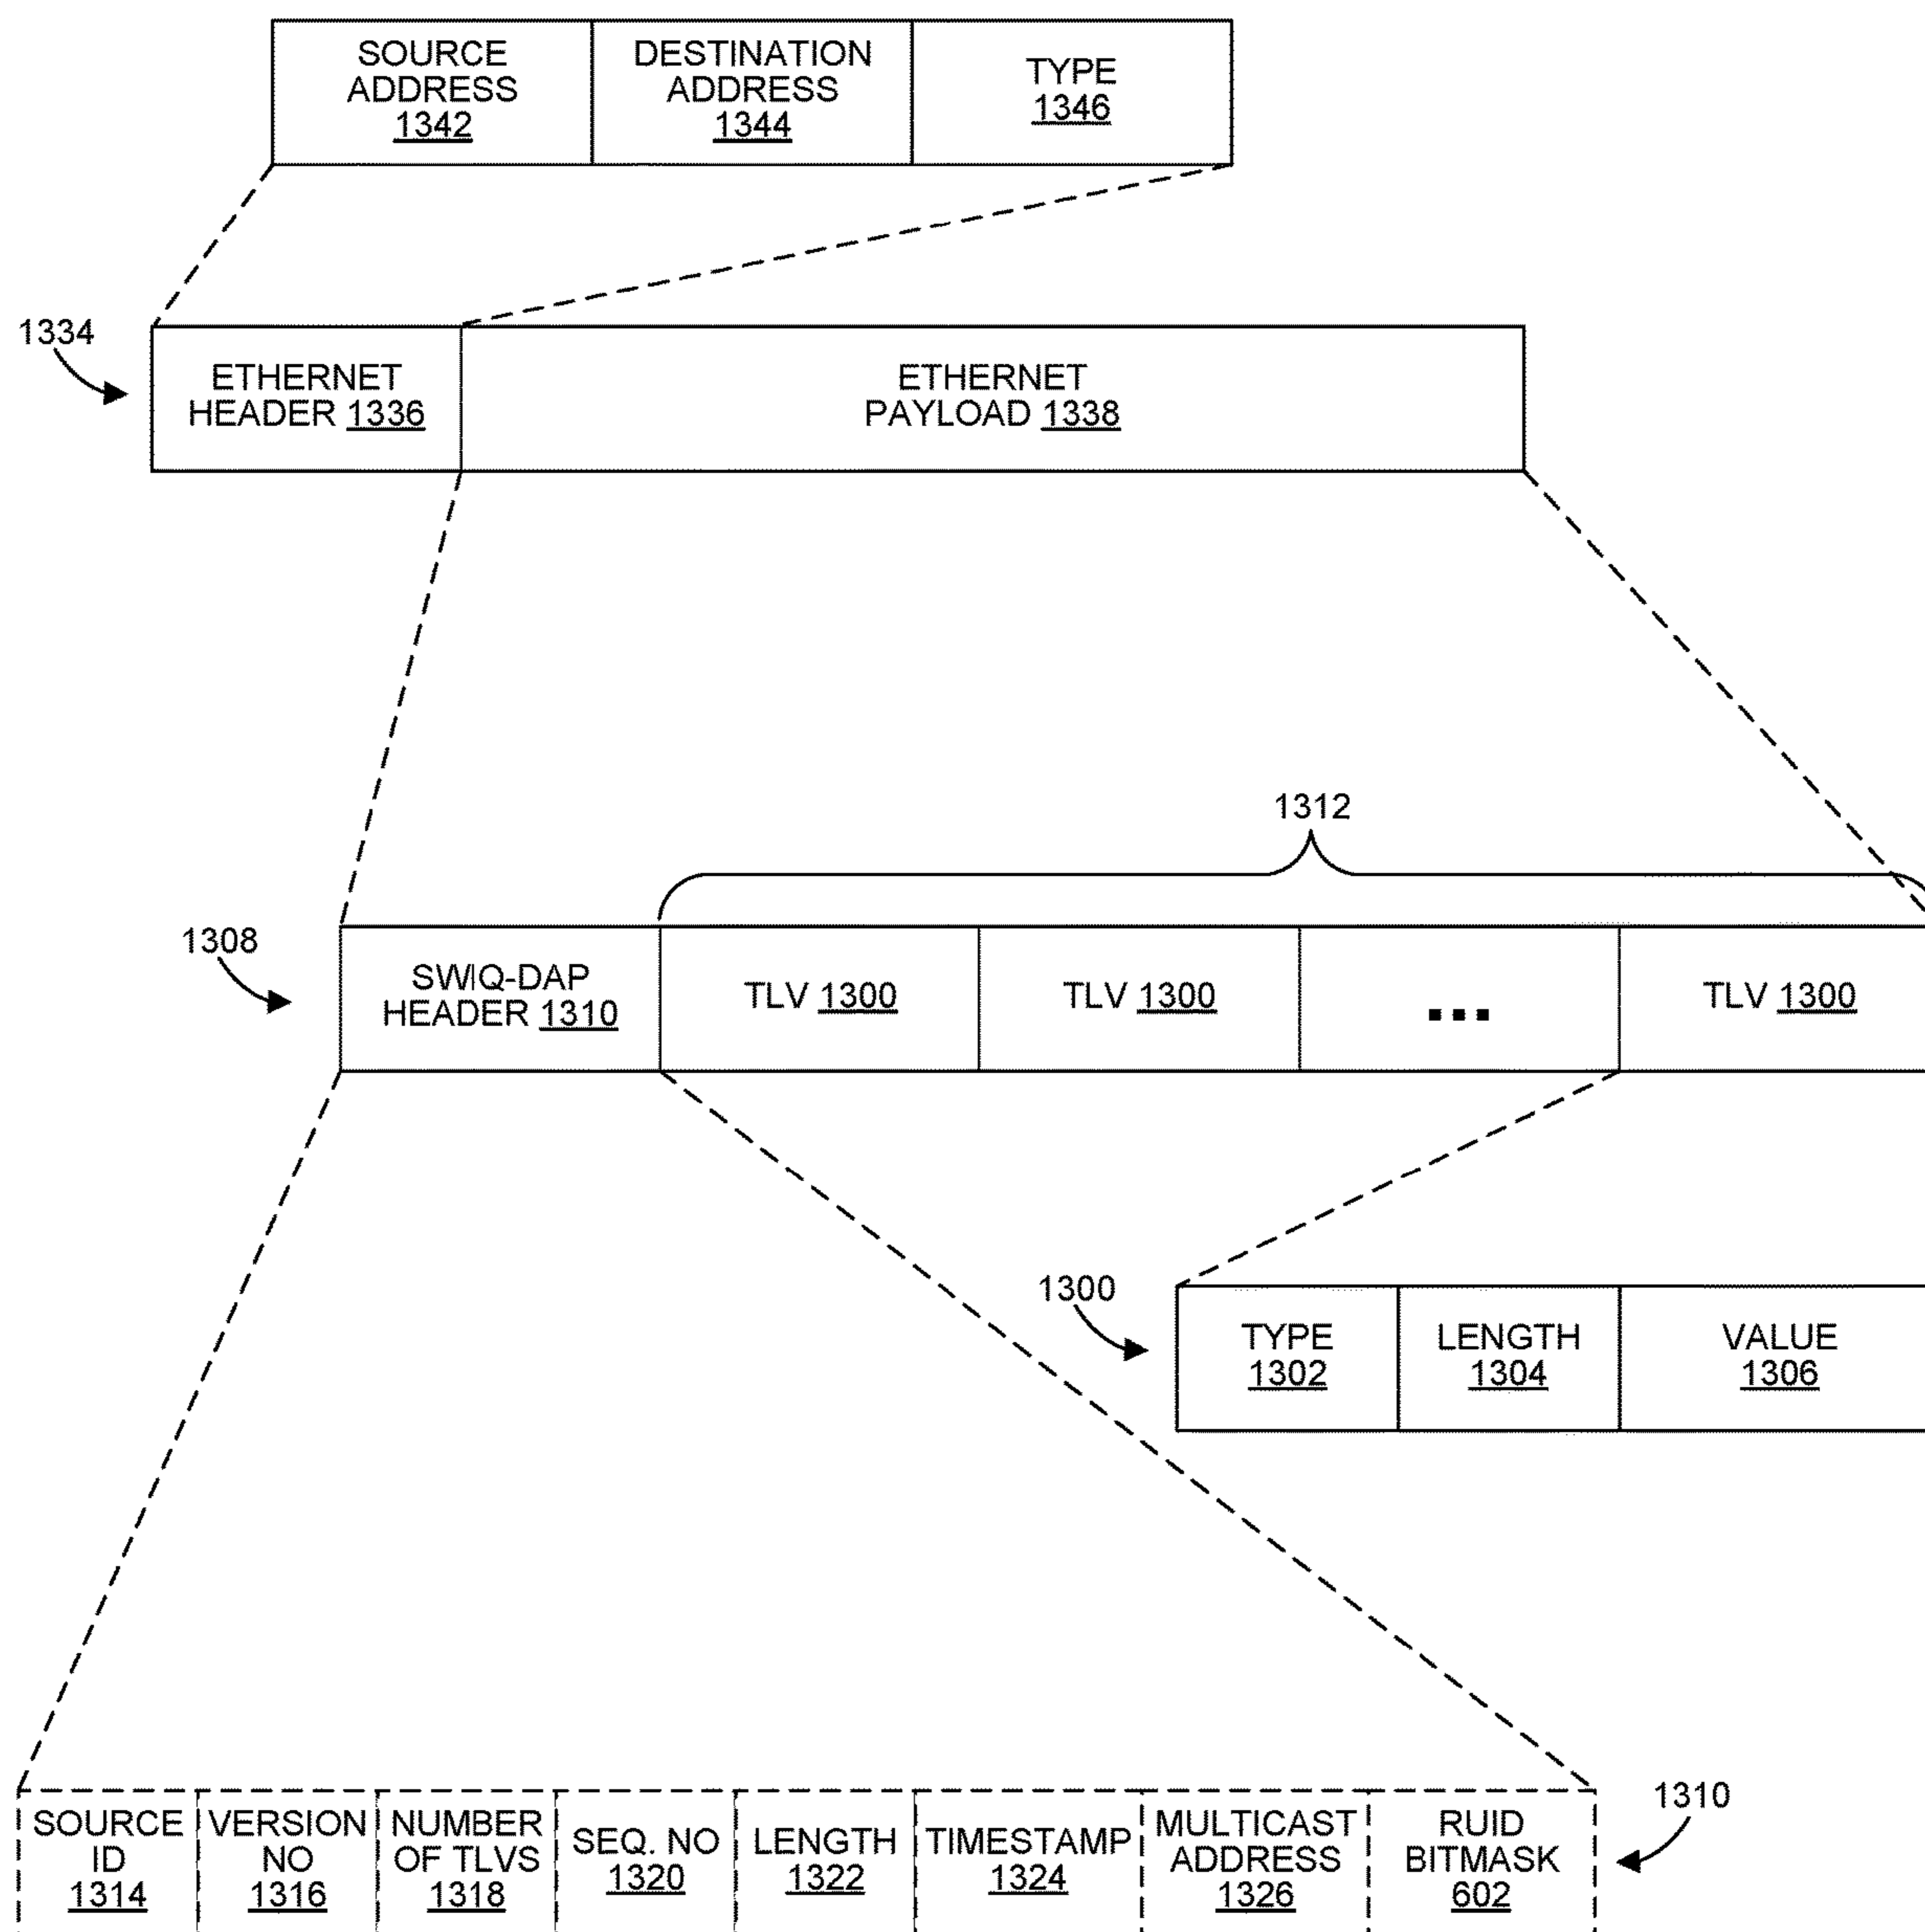 SOURCE
ADDRESS
1342
DESTINATION
ADDRESS
1344
TYPE
1346
1334
ETHERNET
HEADER 1336
ETHERNET
PAYLOAD 1338
1312
1308
SWIQ-DAP
HEADER 1310
TLV 1300
TLV 1300
...
TLV 1300
1300
TYPE
1302
LENGTH
1304
VALUE
1306
SOURCE
ID
1314
VERSION
NO
1316
NUMBER
OF TLVS
1318
SEQ. NO
1320
LENGTH
1322
TIMESTAMP
1324
MULTICAST
ADDRESS
1326
RUID
BITMASK
602
1310